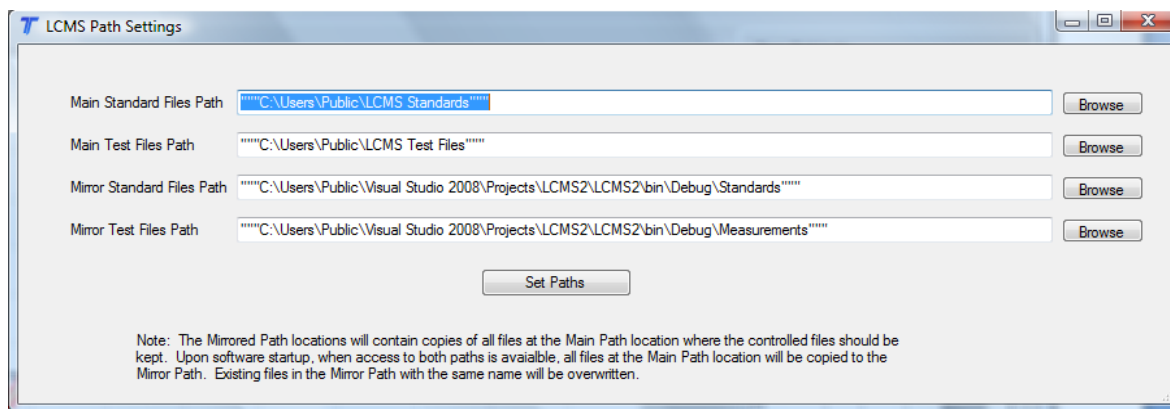 LCMS Path Settings
Main Standard Files Path """C:\Users\Public\LCMS Standards""" Browse
Main Test Files Path """C:\Users\Public\LCMS Test Files""" Browse
Mirror Standard Files Path """C:\Users\Public\Visual Studio 2008\Projects\LCMS2\LCMS2\bin\Debug\Standards""" Browse
Mirror Test Files Path """C:\Users\Public\Visual Studio 2008\Projects\LCMS2\LCMS2\bin\Debug\Measurements""" Browse
Set Paths
Note: The Mirrored Path locations will contain copies of all files at the Main Path location where the controlled files should be
kept. Upon software startup, when access to both paths is avaialble, all files at the Main Path location will be copied to the
Mirror Path. Existing files in the Mirror Path with the same name will be overwritten.